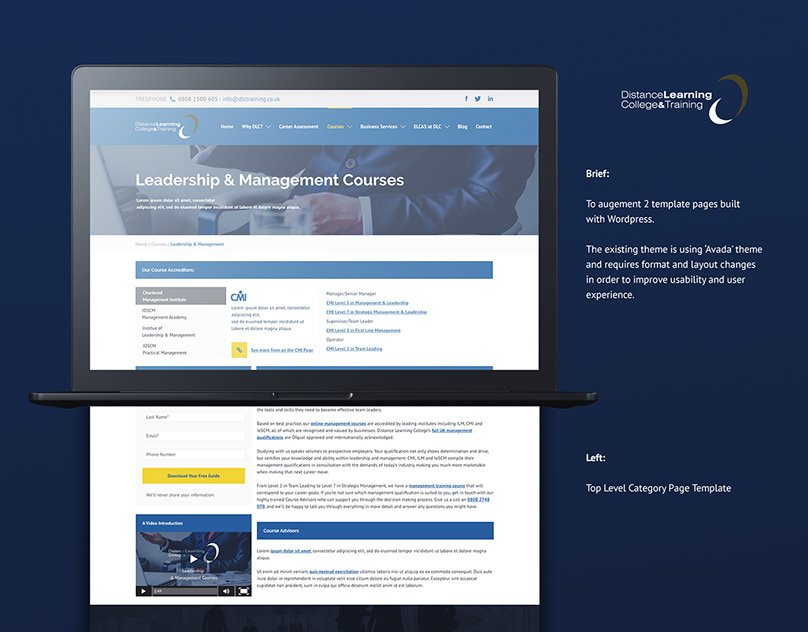 FREEPHONE 0808 2500 605 | info@dlctraining.co.uk
DistanceLearning
College&Training
Home Why DLC? Career Assessment Courses Business Services ELCAS at DLC Blog Contact
Leadership & Management Courses
Lorem ipsum dolor sit amet, consectetur
adipiscing elit, sed do eiusmod tempor incididunt ut labore et dolore magna aliqua.
Home / Courses / Leadership & Management
Our Course Accreditors:
Chartered
Management Institute
IOSCM
Management Academy
Institue of
Leadership & Management
IOSCM
Practical Management
CMI
Lorem ipsum dolor sit amet, consectetur
adipiscing elit,
sed do eiusmod tempor incididunt ut
labore et dolore magna aliqua.
See more from on the CMI Page
Manager/Senior Manager
CMI Level 5 in Management & Leadership
CMI Level 7 in Strategic Management & Leadership
Supervisor/Team Leader
CMI Level 3 in First Line Management
Operator
CMI Level 2 in Team Leading
Last Name*
Email*
Phone Number
Download Your Free Guide
We'll never share your information.
A Video Introduction
Distance Learning
College
Leadership
& Management Courses
2:49
the tools and skills they need to become effective team leaders.
Based on best practice, our online management courses are accredited by leading institutes including ILM, CMI and
IoSCM; all of which are recognised and valued by businesses. Distance Learning College's full UK management
qualifications are Ofqual approved and internationally acknowledged.
Studying with us speaks volumes to prospective employers. Your qualification not only shows determination and drive,
but certifies your knowledge and ability within leadership and management. CMI, ILM and IoSCM compile their
management qualifications in consultation with the demands of today's industry, making you much more marketable
when making that next career move.
From Level 2 in Team Leading to Level 7 in Strategic Management, we have a management training course that will
correspond to your career goals. If you're not sure which management qualification is suited to you, get in touch with our
highly trained Course Advisors who can support you through the decision making process. Give us a call on 0808 2748
070, and we'll be happy to talk you through everything in more detail and answer any questions you might have.
Course Advisors
Lorem ipsum dolor sit amet, consectetur adipiscing elit, sed do eiusmod tempor incididunt ut labore et dolore magna
aliqua.
Ut enim ad minim veniam, quis nostrud exercitation ullamco laboris nisi ut aliquip ex ea commodo consequat. Duis aute
irure dolor in reprehenderit in voluptate velit esse cillum dolore eu fugiat nulla pariatur. Excepteur sint occaecat
cupidatat non proident, sunt in culpa qui officia deserunt mollit anim id est laborum.
DistanceLearning
College&Training
Brief:
To augement 2 template pages built
with Wordpress.
The existing theme is using 'Avada' theme
and requires format and layout changes
in order to improve usability and user
experience.
Left:
Top Level Category Page Template